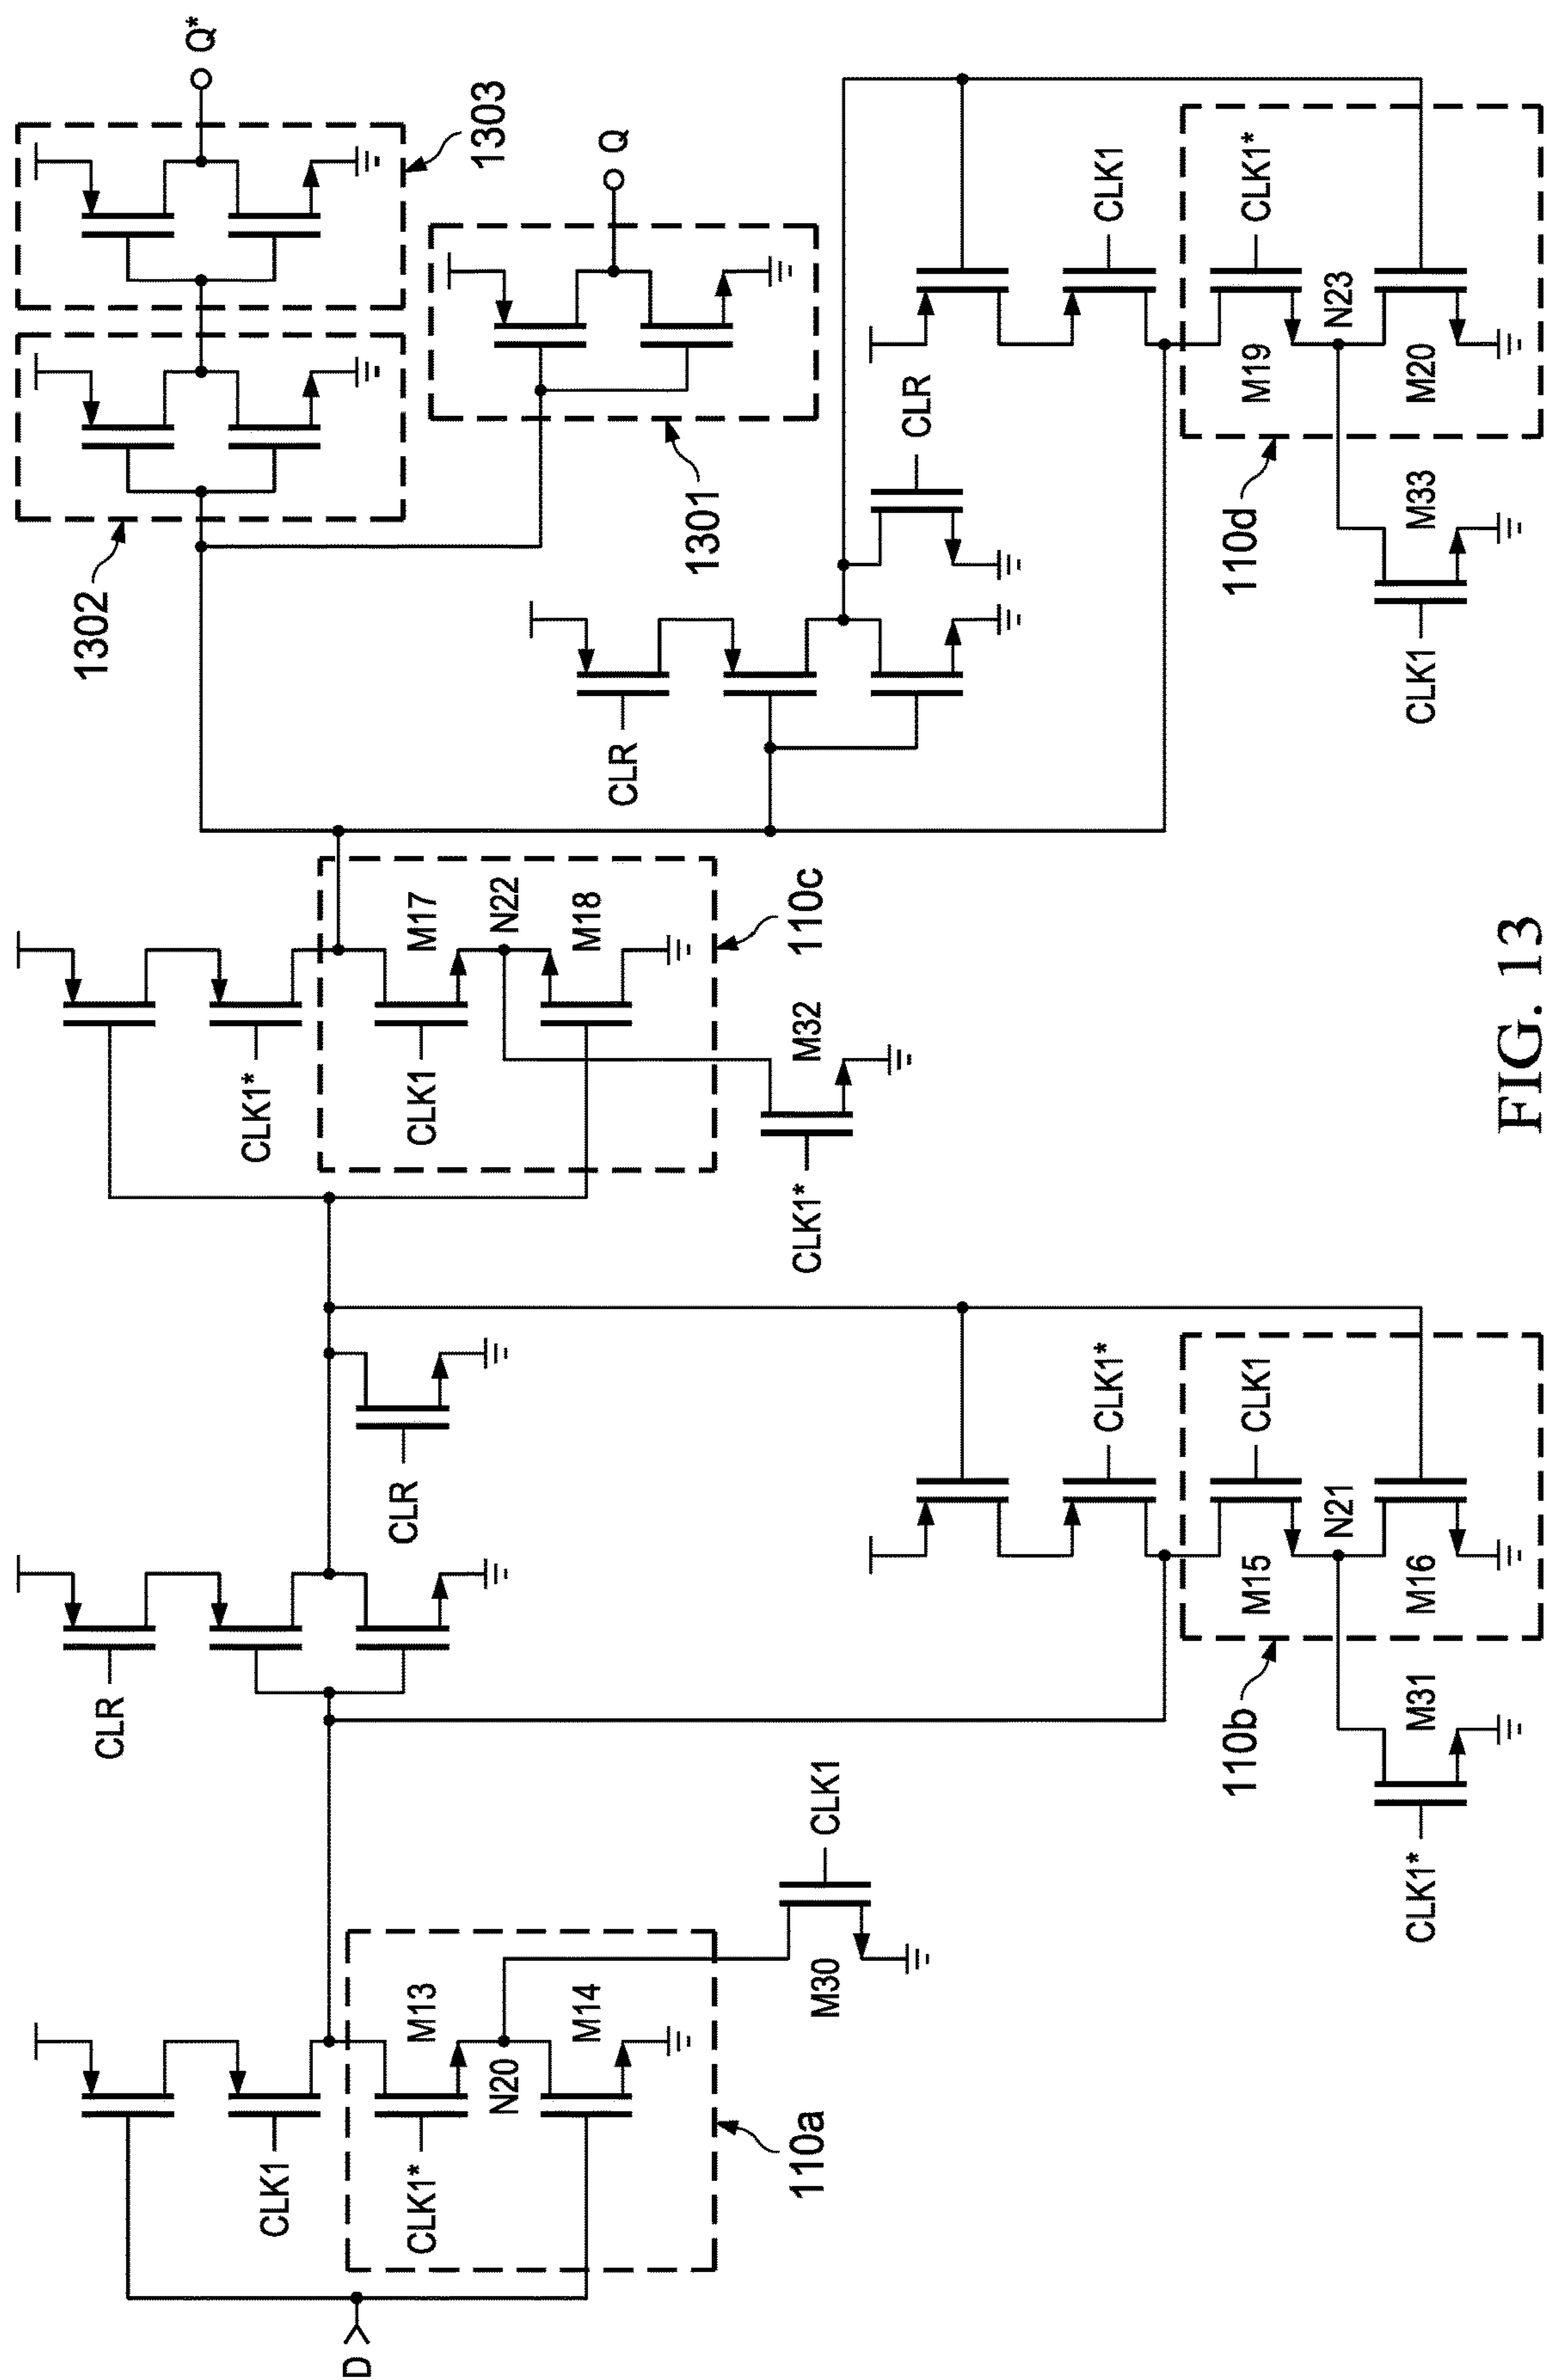 D
CLK1
CLK1*
M13
N20
M14
110a
M30
CLK1
CLR
CLR
CLK1*
CLK1
M15
N21
M16
110b
M31
CLK1*
CLK1*
CLK1
M17
N22
M18
110c
M32
CLK1*
CLR
CLR
1302
1303
Q*
1301
Q
CLK1
CLK1*
M19
N23
M20
110d
M33
CLK1
FIG. 13